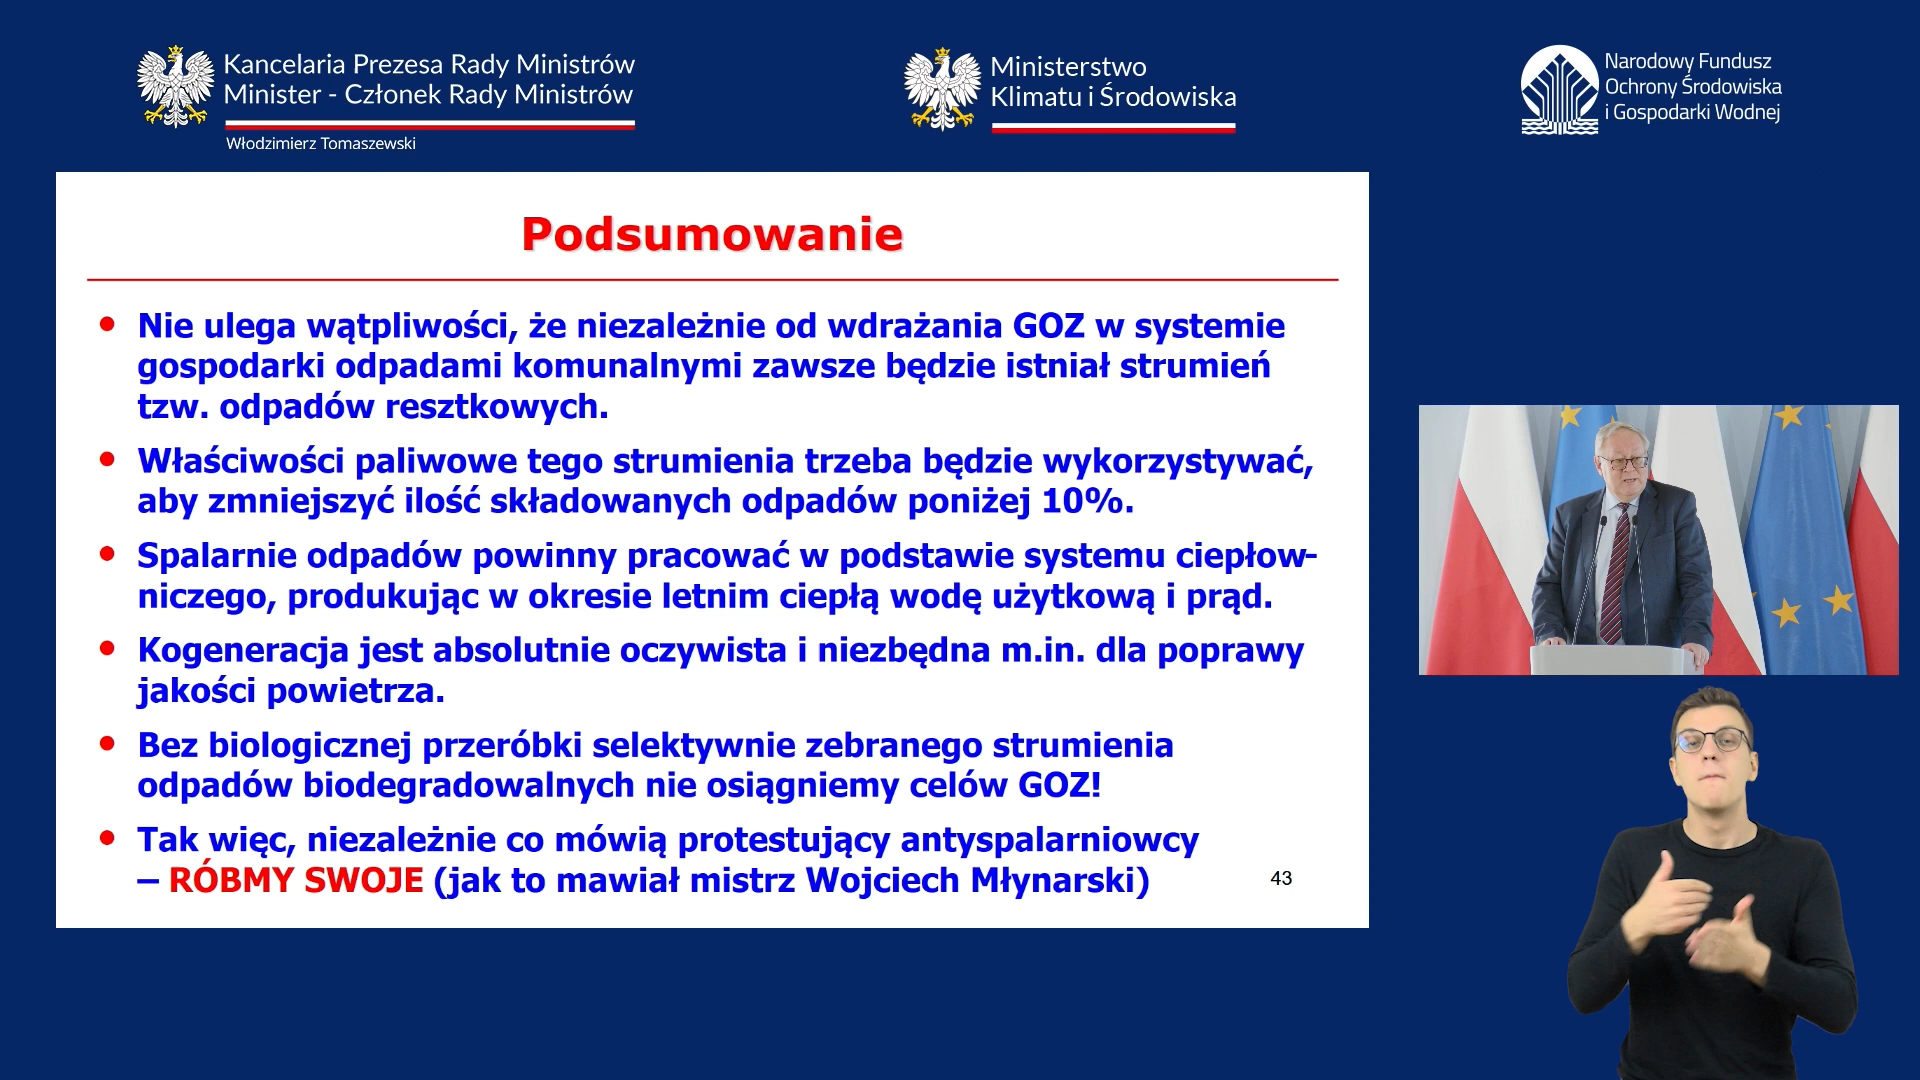 Kancelaria Prezesa Rady Ministrów
Minister - Członek Rady Ministrów
Włodzimierz Tomaszewski
Ministerstwo
Klimatu i Środowiska
Narodowy Fundusz
Ochrony Środowiska
i Gospodarki Wodnej
Podsumowanie
• Nie ulega wątpliwości, że niezależnie od wdrażania GOZ w systemie
gospodarki odpadami komunalnymi zawsze będzie istniał strumień
tzw. odpadów resztkowych.
• Właściwości paliwowe tego strumienia trzeba będzie wykorzystywać,
aby zmniejszyć ilość składowanych odpadów poniżej 10%.
• Spalarnie odpadów powinny pracować w podstawie systemu ciepłow-
niczego, produkując w okresie letnim ciepłą wodę użytkową i prąd.
• Kogeneracja jest absolutnie oczywista i niezbędna m.in. dla poprawy
jakości powietrza.
• Bez biologicznej przeróbki selektywnie zebranego strumienia
odpadów biodegradowalnych nie osiągniemy celów GOZ!
• Tak więc, niezależnie co mówią protestujący antyspalarniowcy
– RÓBMY SWOJE (jak to mawiał mistrz Wojciech Młynarski)
43